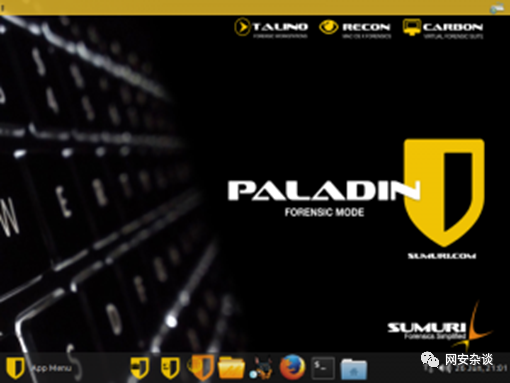 TALINO
FORENSIC WORKSTATIONS
RECON
MAC OS X FORENSICS
CARBON
VIRTUAL FORENSIC SUITE
W E R T
S D F
PALADIN
FORENSIC MODE
SUMURI.COM
SUMURI
Forensics Simplified
App Menu
26 Jan, 21:01
网安杂谈